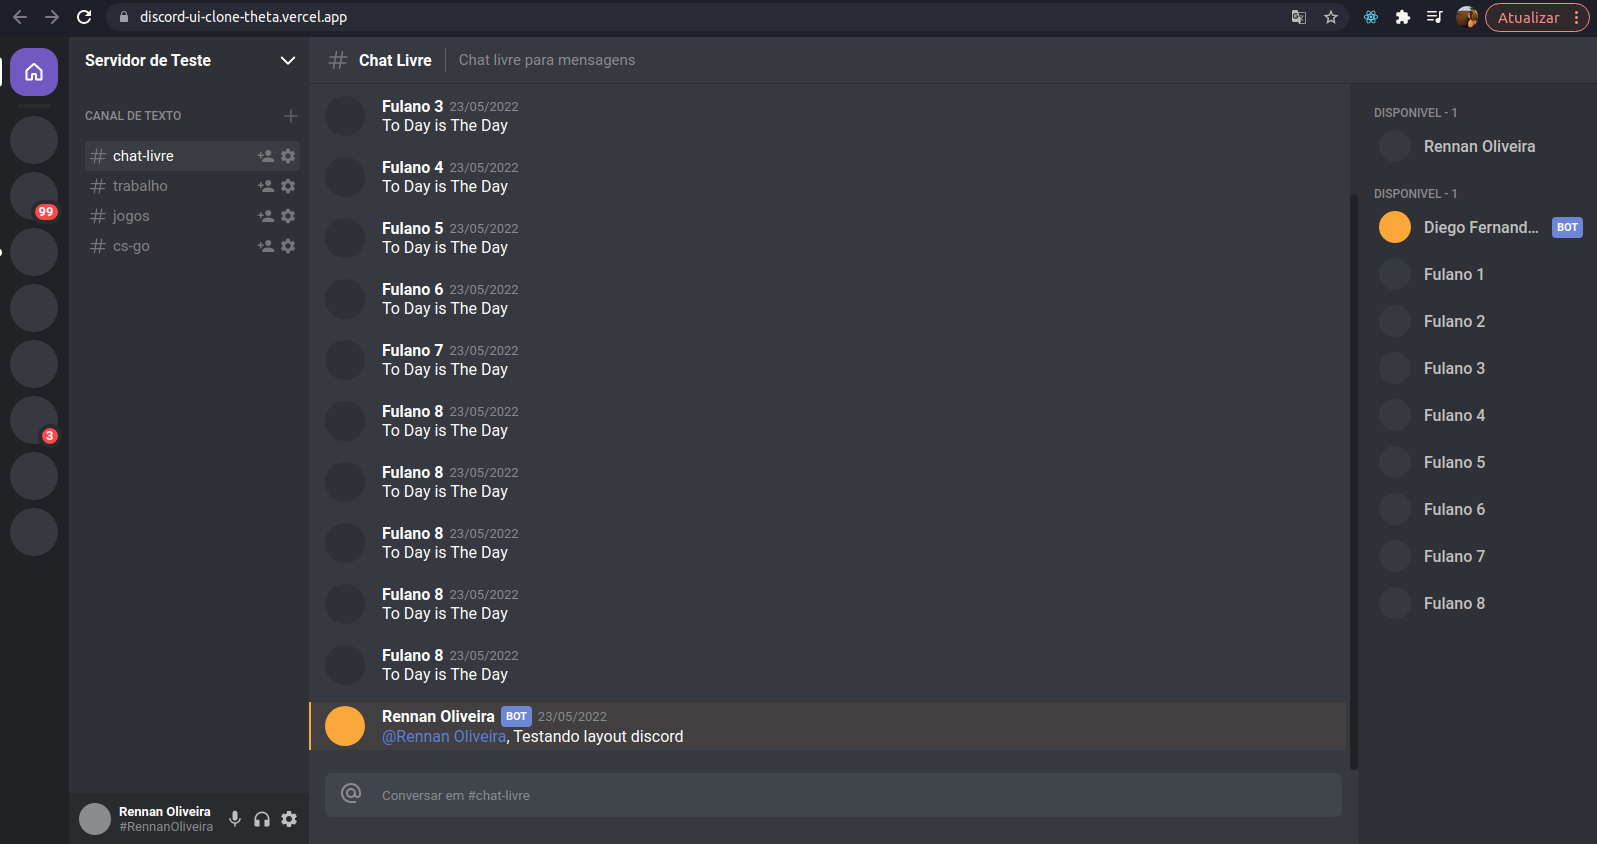 discord-ui-clone-theta.vercel.app
Atualizar
99
3
Servidor de Teste
CANAL DE TEXTO
chat-livre
trabalho
jogos
cs-go
Rennan Oliveira
#RennanOliveira
Chat Livre
Chat livre para mensagens
Fulano 3 23/05/2022
To Day is The Day
Fulano 4 23/05/2022
To Day is The Day
Fulano 5 23/05/2022
To Day is The Day
Fulano 6 23/05/2022
To Day is The Day
Fulano 7 23/05/2022
To Day is The Day
Fulano 8 23/05/2022
To Day is The Day
Fulano 8 23/05/2022
To Day is The Day
Fulano 8 23/05/2022
To Day is The Day
Fulano 8 23/05/2022
To Day is The Day
Fulano 8 23/05/2022
To Day is The Day
Rennan Oliveira BOT 23/05/2022
@Rennan Oliveira, Testando layout discord
Conversar em #chat-livre
DISPONIVEL - 1
Rennan Oliveira
DISPONIVEL - 1
Diego Fernand... BOT
Fulano 1
Fulano 2
Fulano 3
Fulano 4
Fulano 5
Fulano 6
Fulano 7
Fulano 8